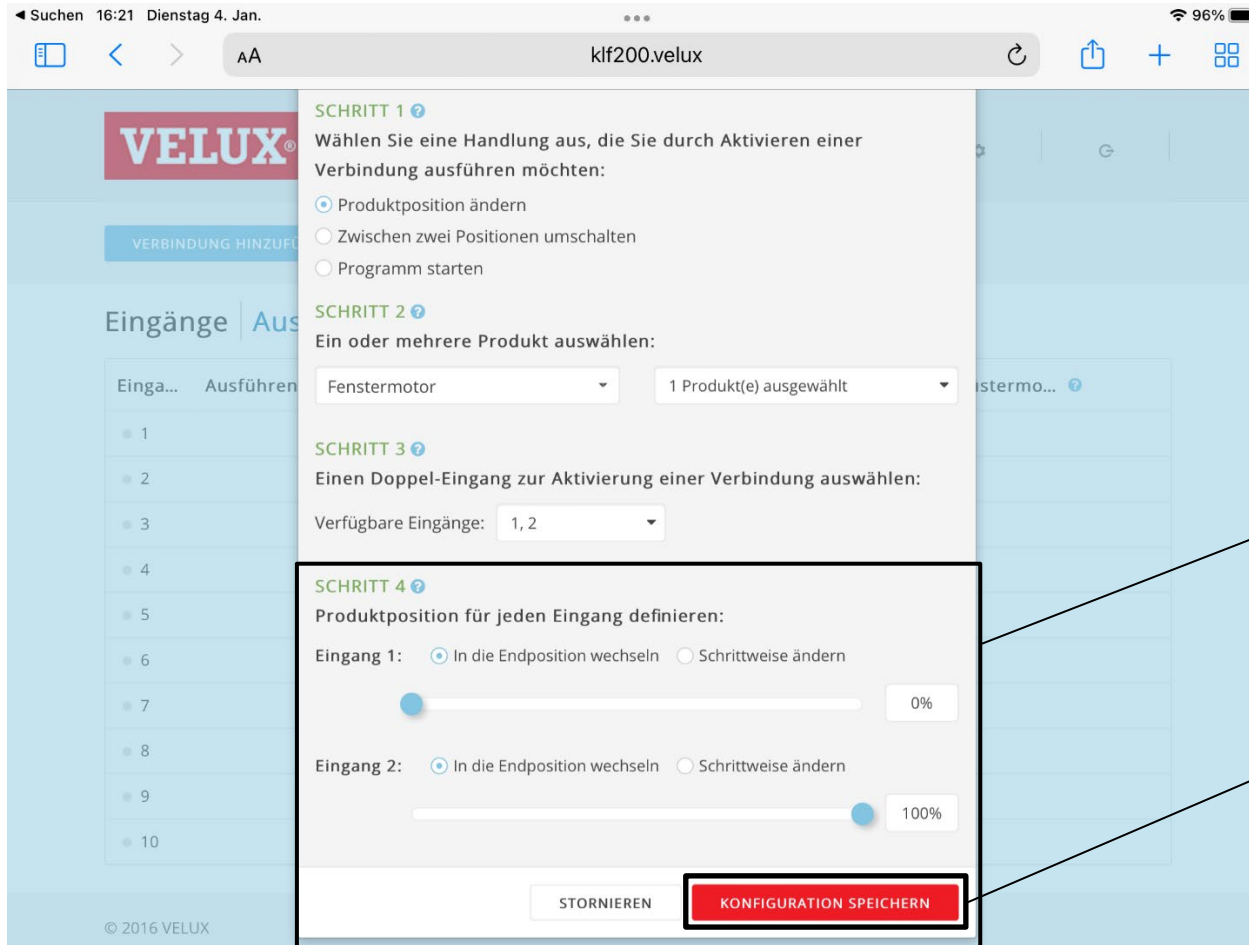 ◀ Suchen 16:21 Dienstag 4. Jan. 96%
AA klf200.velux
VELUX®
VERBINDUNG HINZUFÜ
Eingänge Aus
Einga... Ausführen
1
2
3
4
5
6
7
8
9
10
SCHRITT 1 ?
Wählen Sie eine Handlung aus, die Sie durch Aktivieren einer
Verbindung ausführen möchten:
Produktposition ändern
Zwischen zwei Positionen umschalten
Programm starten
SCHRITT 2 ?
Ein oder mehrere Produkt auswählen:
Fenstermotor 1 Produkt(e) ausgewählt
SCHRITT 3 ?
Einen Doppel-Eingang zur Aktivierung einer Verbindung auswählen:
Verfügbare Eingänge: 1, 2
SCHRITT 4 ?
Produktposition für jeden Eingang definieren:
Eingang 1: In die Endposition wechseln Schrittweise ändern
0%
Eingang 2: In die Endposition wechseln Schrittweise ändern
100%
STORNIEREN KONFIGURATION SPEICHERN
stermo... ?
© 2016 VELUX